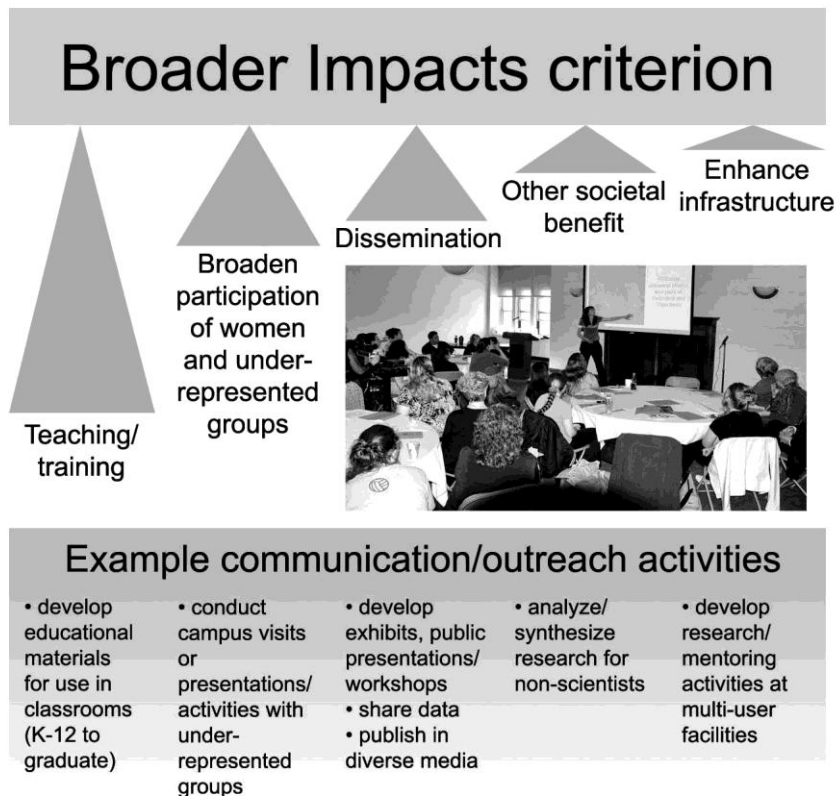 Broader Impacts criterion
Teaching/
training
Broaden
participation
of women
and under-
represented
groups
Dissemination
Other societal
benefit
Enhance
infrastructure
Example communication/outreach activities
• develop
educational
materials
for use in
classrooms
(K-12 to
graduate)
• conduct
campus visits
or
presentations/
activities with
under-
represented
groups
• develop
exhibits, public
presentations/
workshops
• share data
• publish in
diverse media
• analyze/
synthesize
research for
non-scientists
• develop
research/
mentoring
activities at
multi-user
facilities